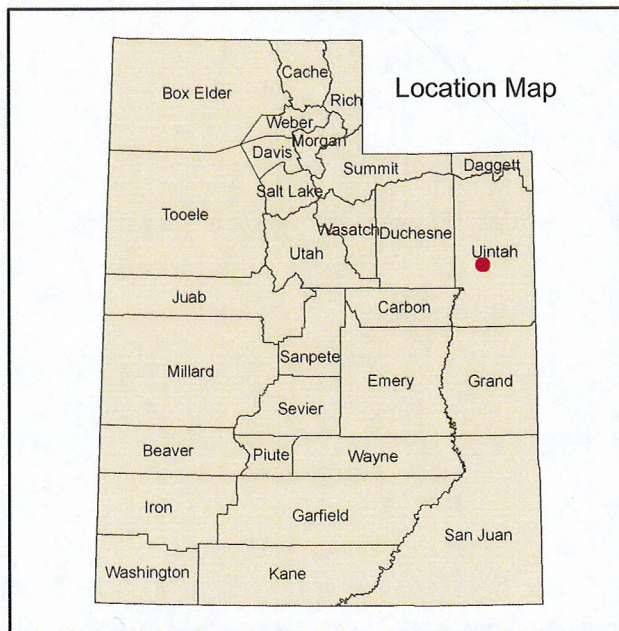 Location Map
Cache
Box Elder
Rich
Weber
Morgan
Davis
Summit
Daggett
Salt Lake
Tooele
Wasatch
Duchesne
Utah
Uintah
Juab
Carbon
Sanpete
Millard
Emery
Grand
Sevier
Beaver
Piute
Wayne
Iron
Garfield
San Juan
Washington
Kane